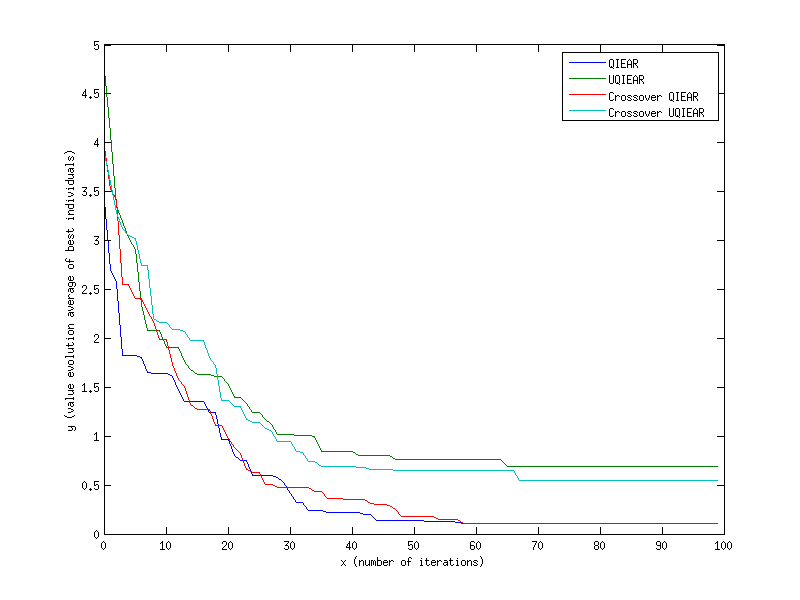 5
4.5
4
3.5
3
2.5
2
1.5
1
0.5
0
y (value evolution average of best individuals)
QIEAR
UQIEAR
Crossover QIEAR
Crossover UQIEAR
0 10 20 30 40 50 60 70 80 90 100
x (number of iterations)